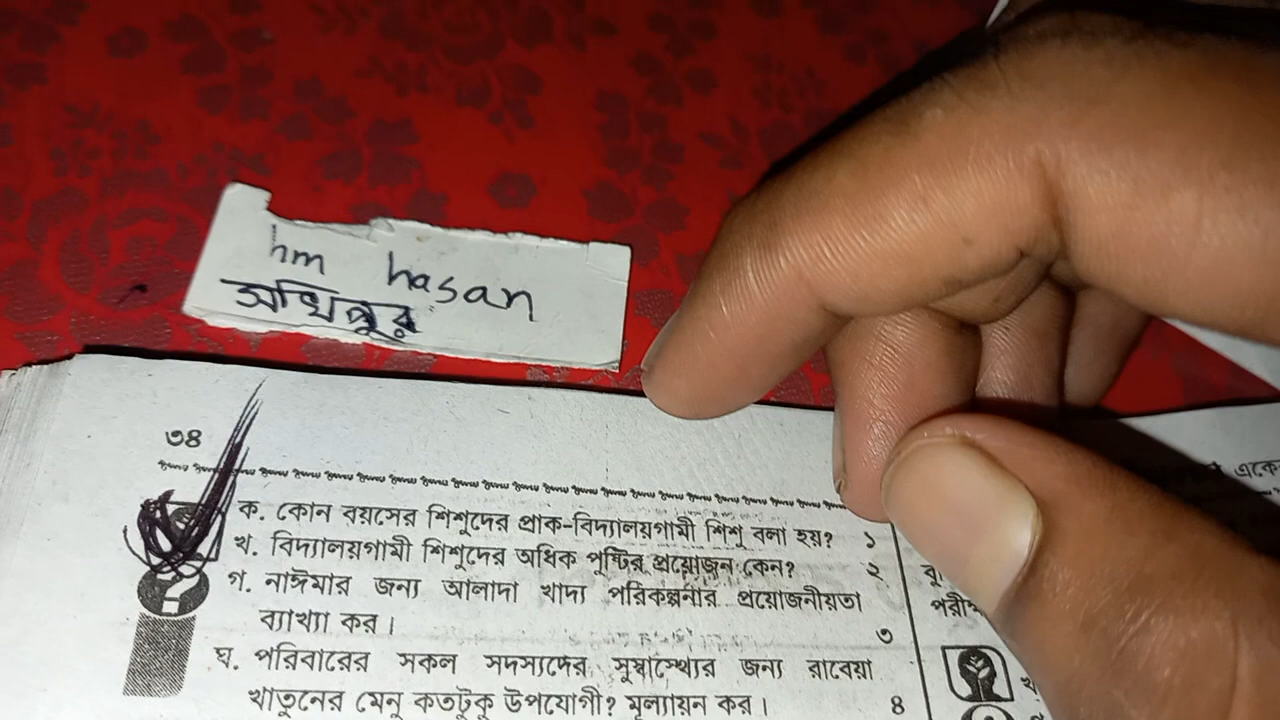 hm hasan
সখিপুর
৩৪
ক. কোন বয়সের শিশুদের প্রাক-বিদ্যালয়গামী শিশু বলা হয়? ১
খ. বিদ্যালয়গামী শিশুদের অধিক পুষ্টির প্রয়োজন কেন? ২
গ. নাঈমার জন্য আলাদা খাদ্য পরিকল্পনার প্রয়োজনীয়তা
ব্যাখ্যা কর। ৩
ঘ. পরিবারের সকল সদস্যদের সুস্বাস্থ্যের জন্য রাবেয়া
খাতুনের মেনু কতটুকু উপযোগী? মূল্যায়ন কর। ৪